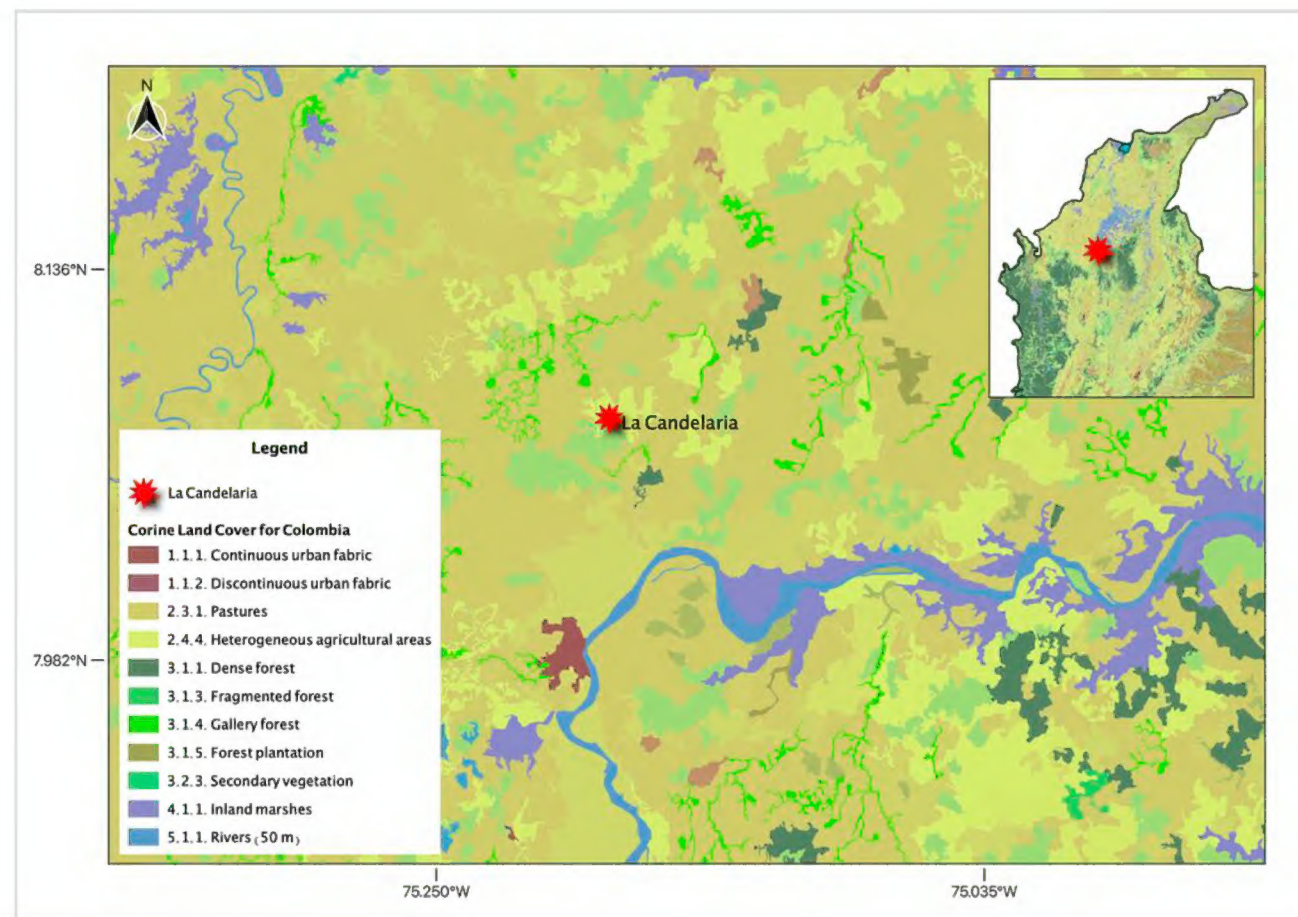 N
8.136°N
La Candelaria
Legend
La Candelaria
Corine Land Cover for Colombia
1.1.1. Continuous urban fabric
1.1.2. Discontinuous urban fabric
2.3.1. Pastures
2.4.4. Heterogeneous agricultural areas
3.1.1. Dense forest
3.1.3. Fragmented forest
3.1.4. Gallery forest
3.1.5. Forest plantation
3.2.3. Secondary vegetation
4.1.1. Inland marshes
5.1.1. Rivers (50 m)
7.982°N
75.250°W
75.035°W